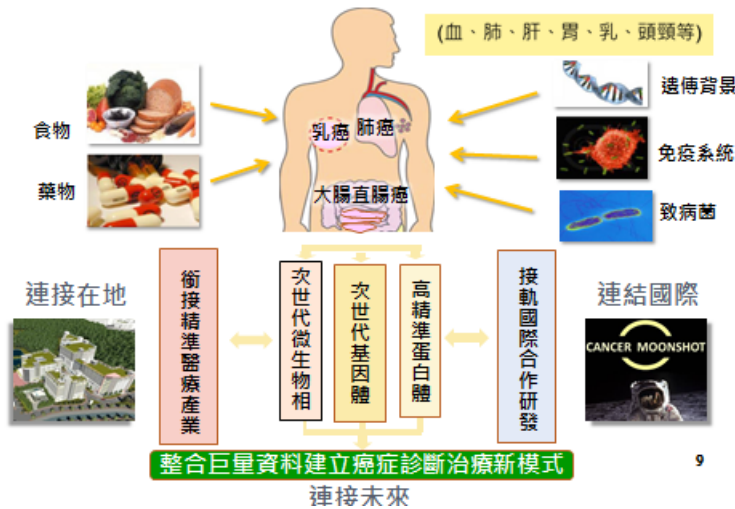 (血、肺、肝、胃、乳、頭頸等)
食物
藥物
乳癌
肺癌
大腸直腸癌
遺傳背景
免疫系統
致病菌
連接在地
銜接精準醫療產業
次世代微生物相
次世代基因體
高精準蛋白體
接軌國際合作研發
連結國際
CANCER MOONSHOT
整合巨量資料建立癌症診斷治療新模式
9
連接未來